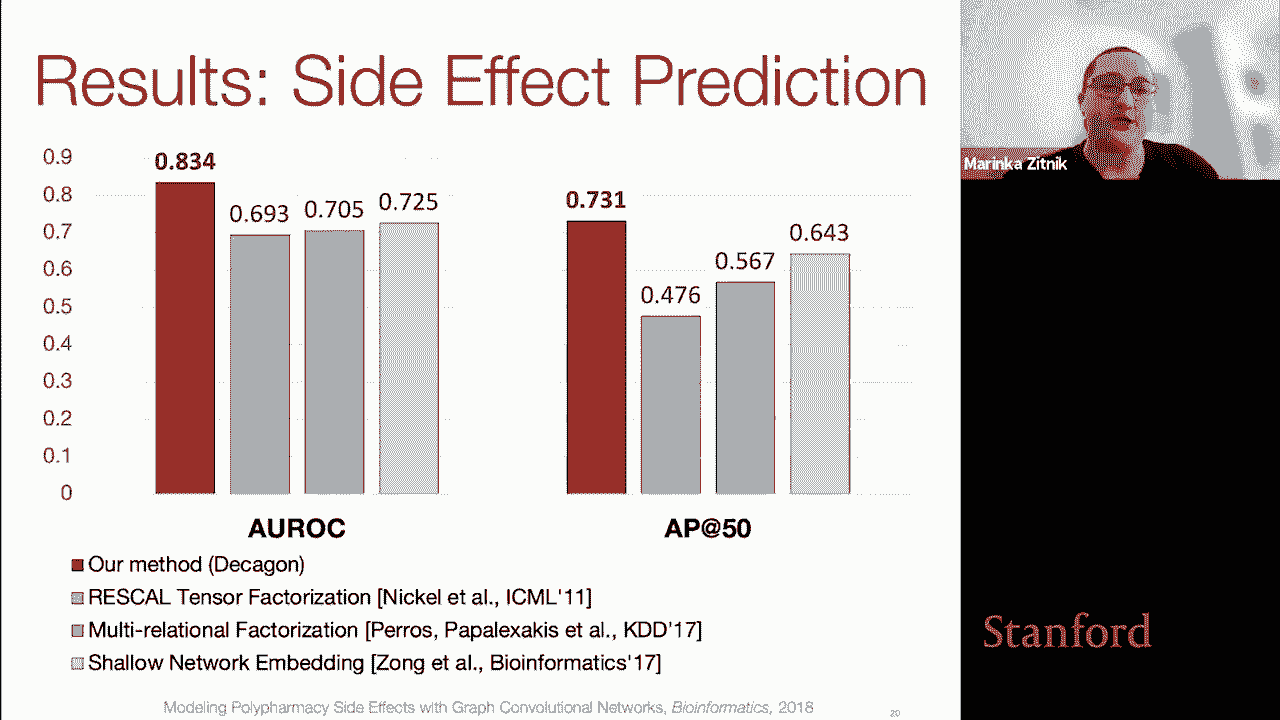 Results: Side Effect Prediction
0.9
0.8
0.7
0.6
0.5
0.4
0.3
0.2
0.1
0
0.834
0.693
0.705
0.725
0.731
0.476
0.567
0.643
AUROC
AP@50
Our method (Decagon)
RESCAL Tensor Factorization [Nickel et al., ICML'11]
Multi-relational Factorization [Perros, Papalexakis et al., KDD'17]
Shallow Network Embedding [Zong et al., Bioinformatics'17]
Modeling Polypharmacy Side Effects with Graph Convolutional Networks, Bioinformatics, 2018
20
Marinka Zitnik
Stanford